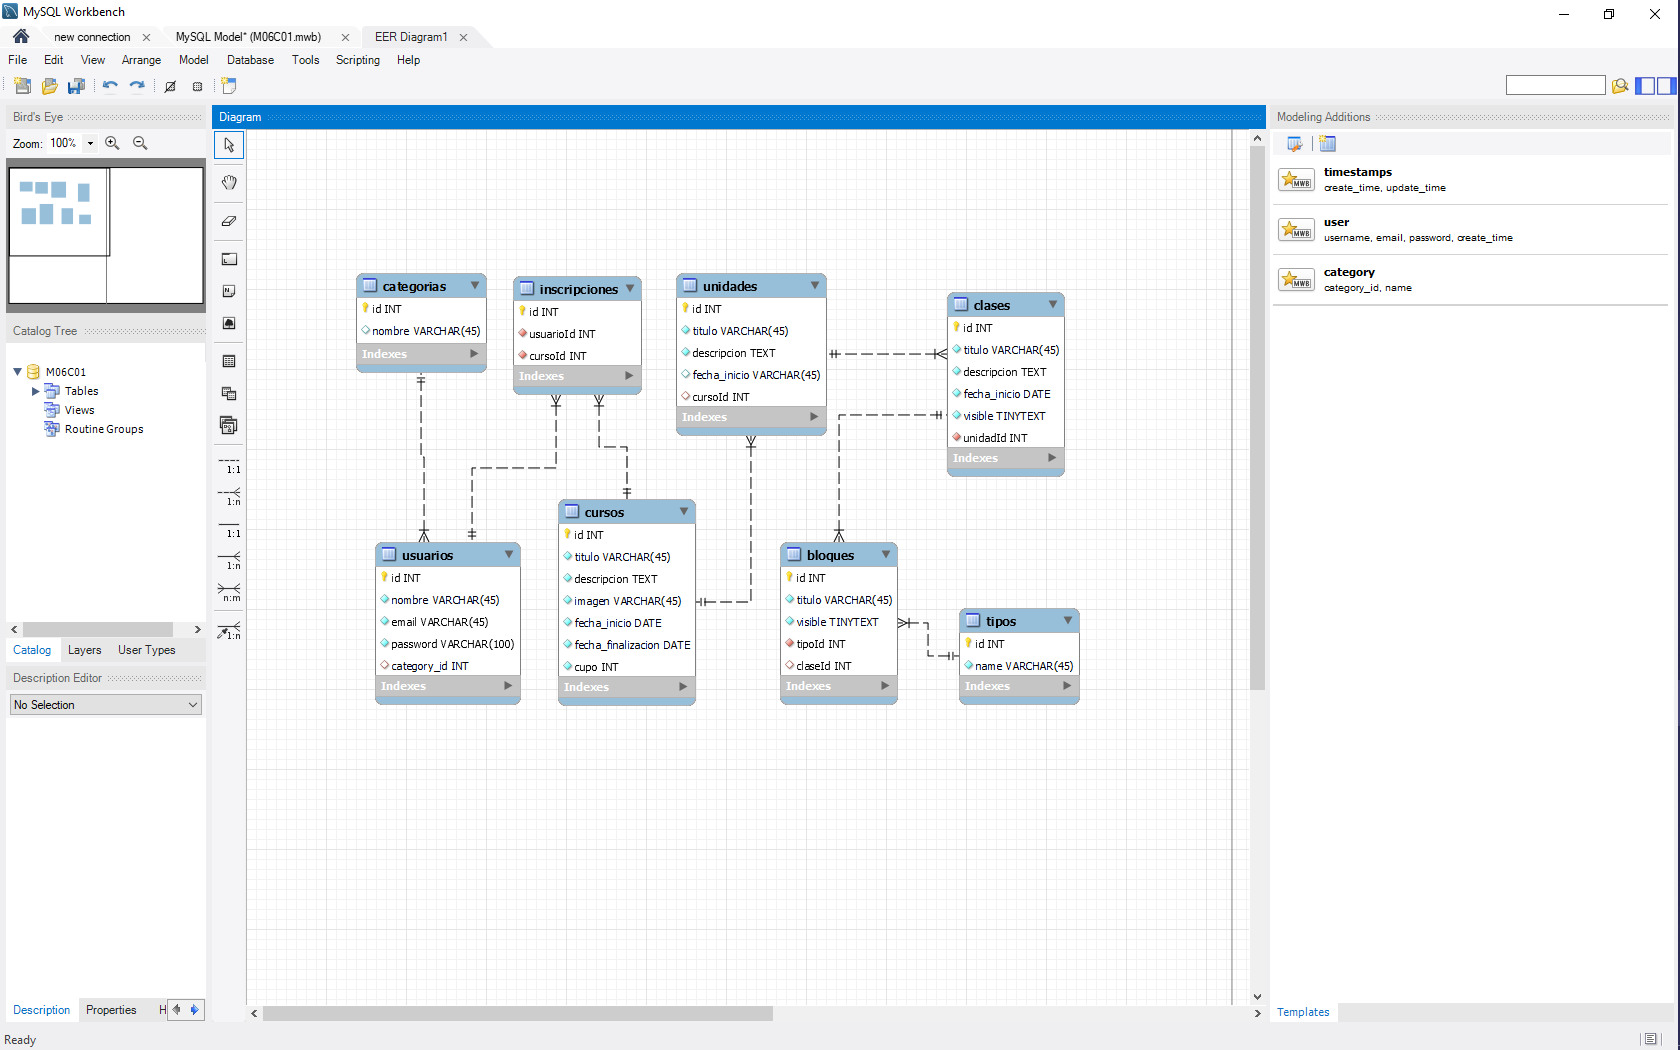 MySQL Workbench
new connection
MySQL Model* (M06C01.mwb)
EER Diagram1
File Edit View Arrange Model Database Tools Scripting Help
Bird's Eye
Zoom: 100%
Catalog Tree
M06C01
Tables
Views
Routine Groups
Catalog Layers User Types
Description Editor
No Selection
Description Properties H
Ready
Diagram
1:1
1:n
1:1
1:n
n:m
1:n
categorias
id INT
nombre VARCHAR(45)
Indexes
inscripciones
id INT
usuarioId INT
cursoId INT
Indexes
unidades
id INT
titulo VARCHAR(45)
descripcion TEXT
fecha_inicio VARCHAR(45)
cursoId INT
Indexes
clases
id INT
titulo VARCHAR(45)
descripcion TEXT
fecha_inicio DATE
visible TINYTEXT
unidadId INT
Indexes
usuarios
id INT
nombre VARCHAR(45)
email VARCHAR(45)
password VARCHAR(100)
category_id INT
Indexes
cursos
id INT
titulo VARCHAR(45)
descripcion TEXT
imagen VARCHAR(45)
fecha_inicio DATE
fecha_finalizacion DATE
cupo INT
Indexes
bloques
id INT
titulo VARCHAR(45)
visible TINYTEXT
tipoId INT
claseId INT
Indexes
tipos
id INT
name VARCHAR(45)
Indexes
Modeling Additions
MWB
timestamps
create_time, update_time
MWB
user
username, email, password, create_time
MWB
category
category_id, name
Templates